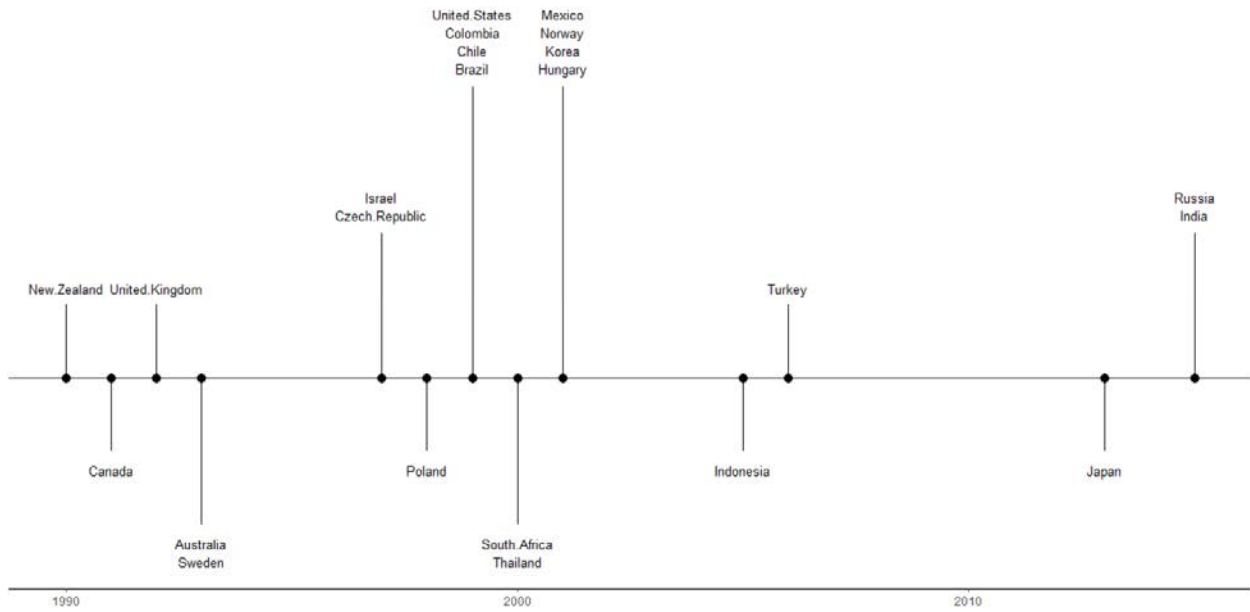 United.States
Colombia
Chile
Brazil
Mexico
Norway
Korea
Hungary
Israel
Czech.Republic
Russia
India
New.Zealand
United.Kingdom
Turkey
Canada
Poland
Indonesia
Japan
Australia
Sweden
South.Africa
Thailand
1990
2000
2010